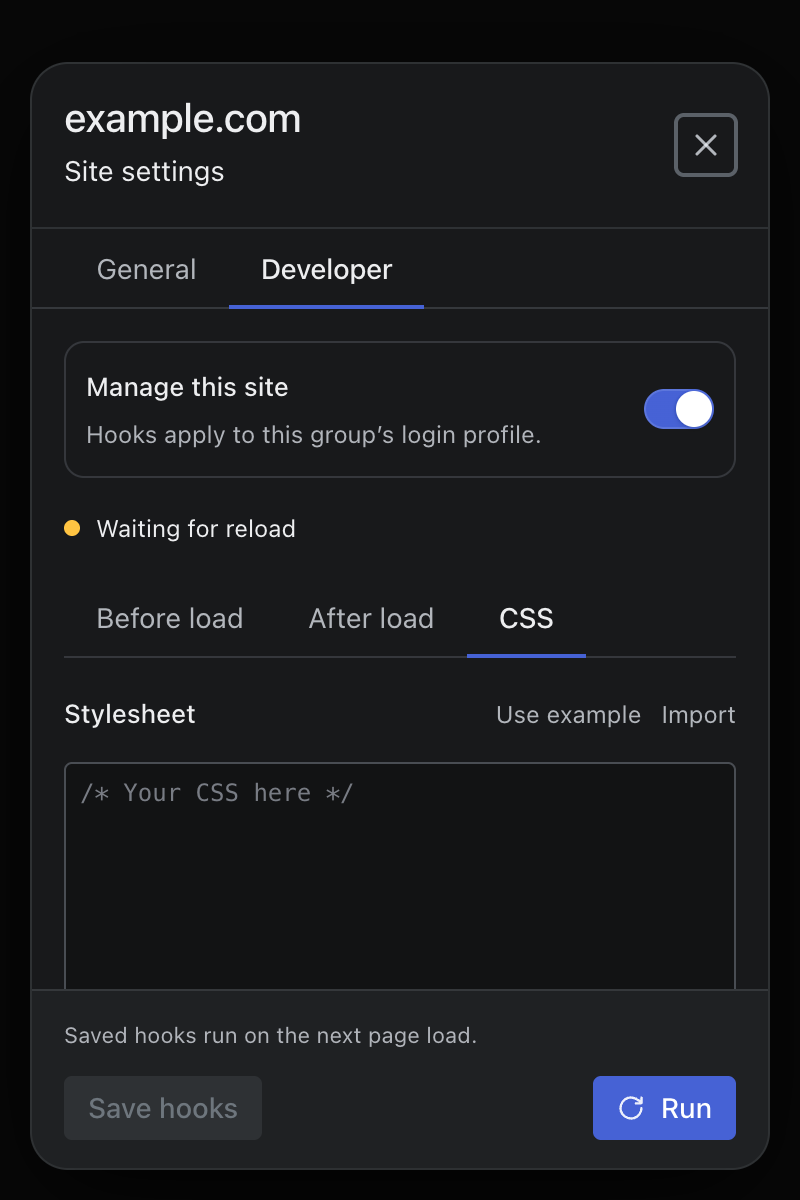 example.com
Site settings
General
Developer
Manage this site
Hooks apply to this group’s login profile.
Waiting for reload
Before load
After load
CSS
Stylesheet
Use example
Import
/* Your CSS here */
Saved hooks run on the next page load.
Save hooks
Run